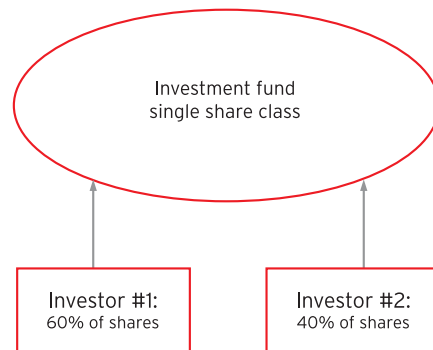 Investment fund
single share class
Investor #1:
60% of shares
Investor #2:
40% of shares